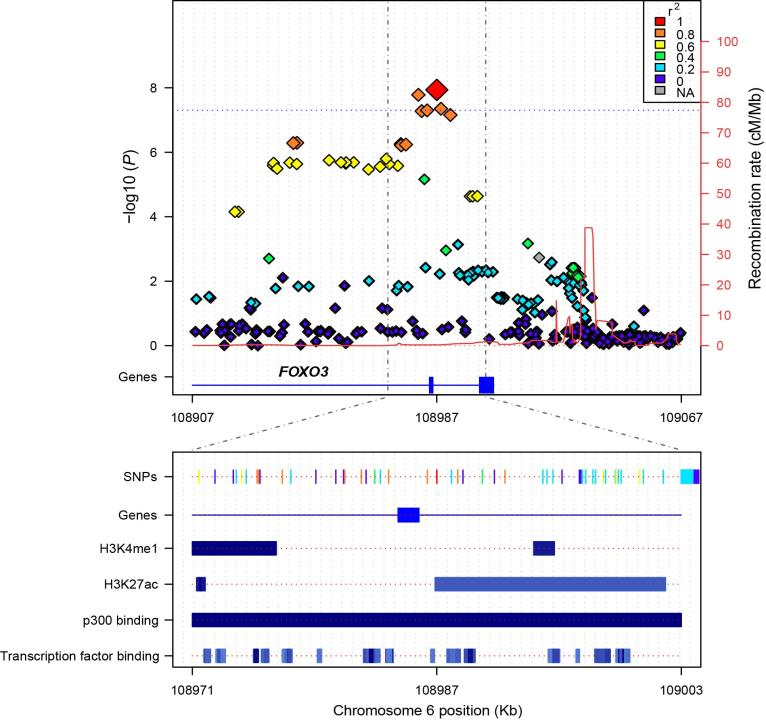 r²
1
0.8
0.6
0.4
0.2
0
NA
−log10 (P)
8
6
4
2
0
100
90
80
70
60
50
40
30
20
10
0
Recombination rate (cM/Mb)
Genes
FOXO3
108907
108987
109067
SNPs
Genes
H3K4me1
H3K27ac
p300 binding
Transcription factor binding
108971
108987
109003
Chromosome 6 position (Kb)